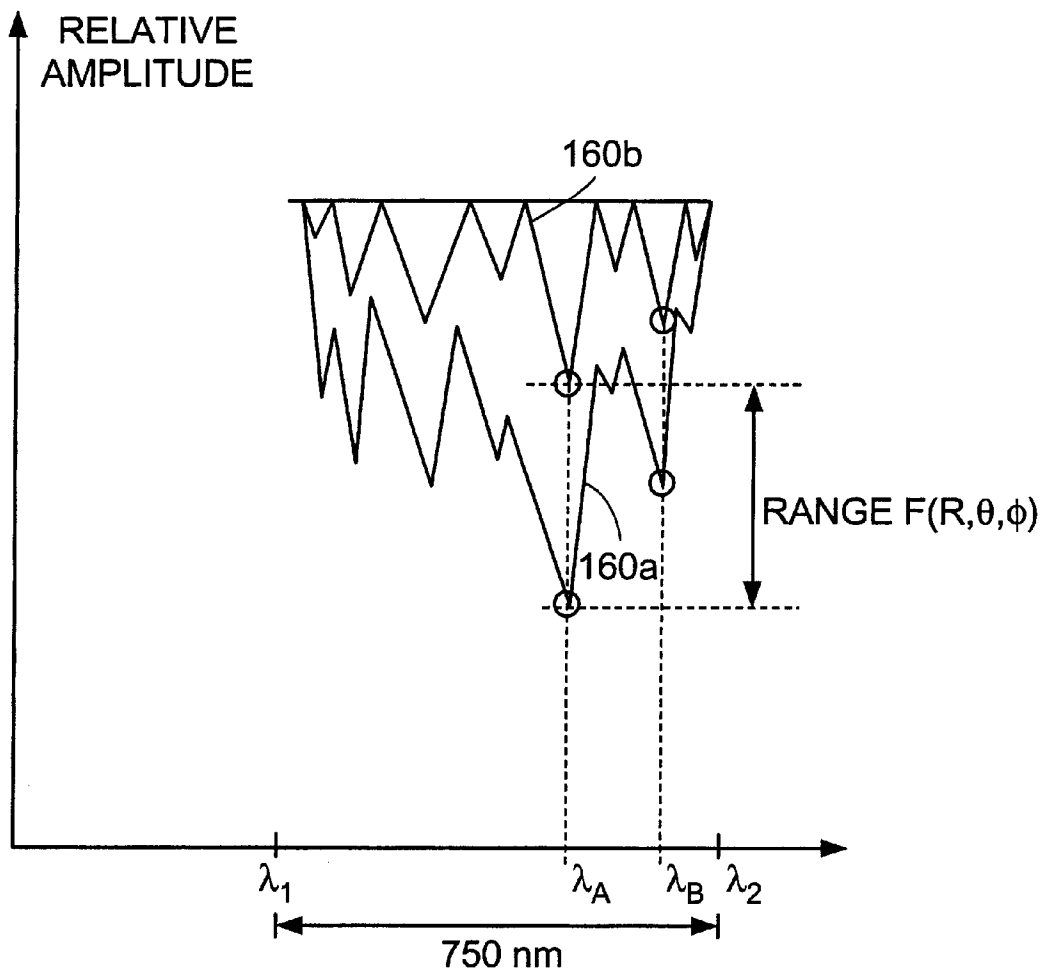 RELATIVE
AMPLITUDE
160b
RANGE F(R,θ,ϕ)
160a
λ1
λA
λB
λ2
750 nm